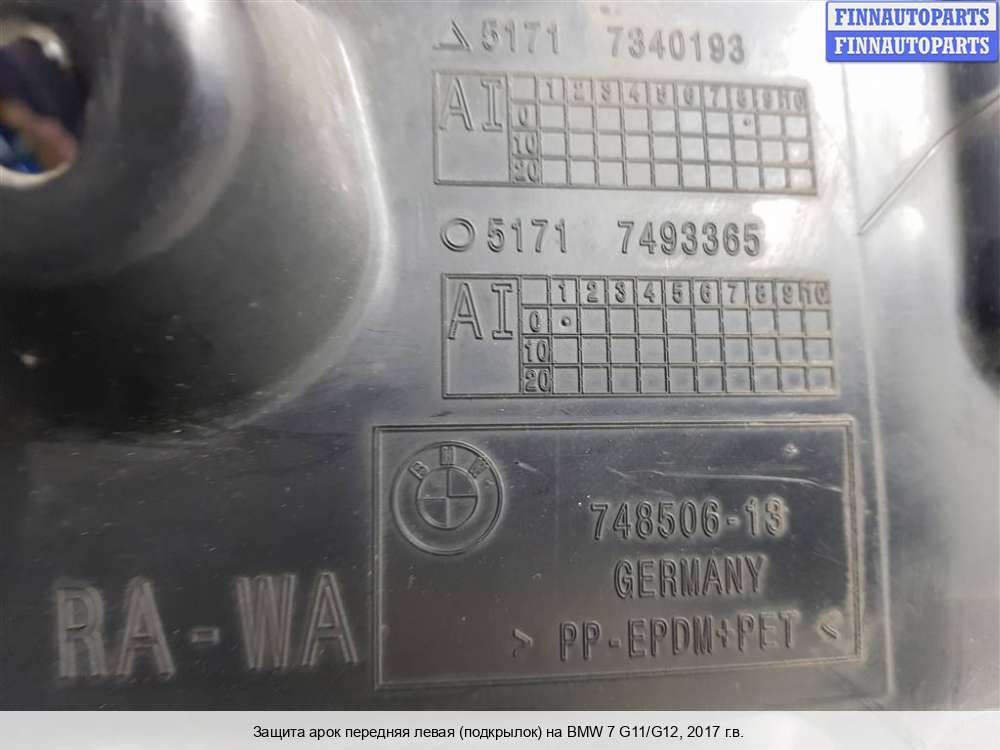 FINNAUTOPARTS
FINNAUTOPARTS
5171 7340193
AI 1 2 3 4 5 6 7 8 9 10
0
10
20
5171 7493365
AI 1 2 3 4 5 6 7 8 9 10
0
10
20
BMW
748506-13
GERMANY
> PP-EPDM+PET <
RA-WA
Защита арок передняя левая (подкрылок) на BMW 7 G11/G12, 2017 г.в.